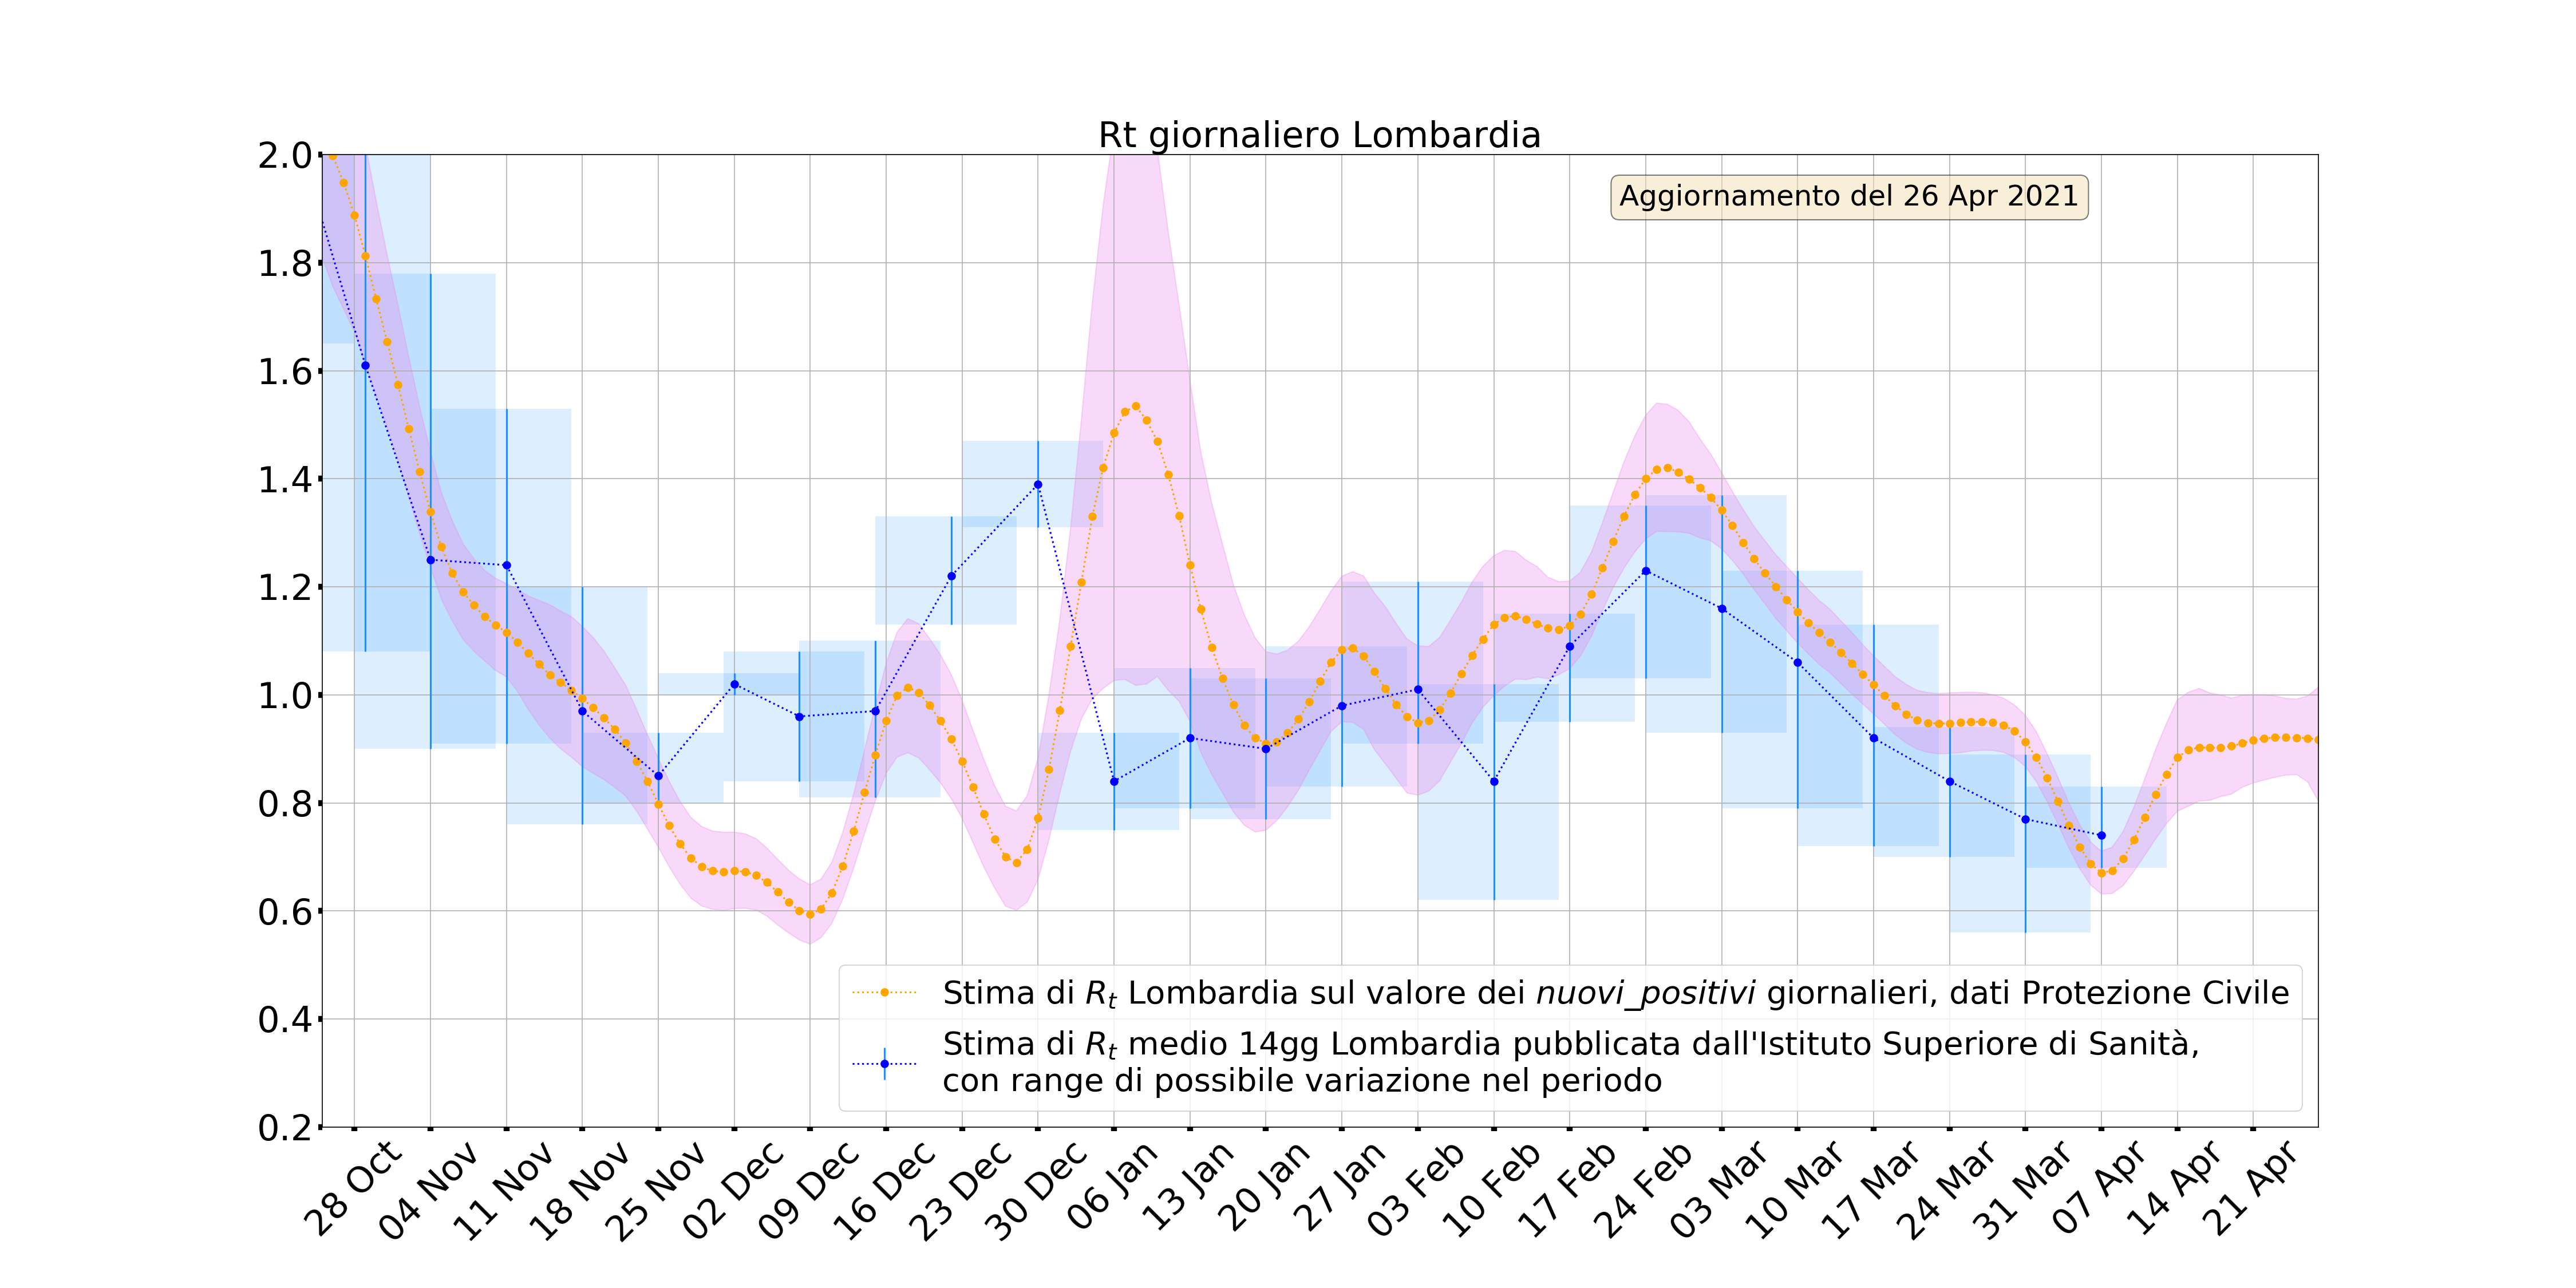 Rt giornaliero Lombardia
Aggiornamento del 26 Apr 2021
2.0
1.8
1.6
1.4
1.2
1.0
0.8
0.6
0.4
0.2
Stima di Rt Lombardia sul valore dei nuovi_positivi giornalieri, dati Protezione Civile
Stima di Rt medio 14gg Lombardia pubblicata dall'Istituto Superiore di Sanità,
con range di possibile variazione nel periodo
28 Oct
04 Nov
11 Nov
18 Nov
25 Nov
02 Dec
09 Dec
16 Dec
23 Dec
30 Dec
06 Jan
13 Jan
20 Jan
27 Jan
03 Feb
10 Feb
17 Feb
24 Feb
03 Mar
10 Mar
17 Mar
24 Mar
31 Mar
07 Apr
14 Apr
21 Apr